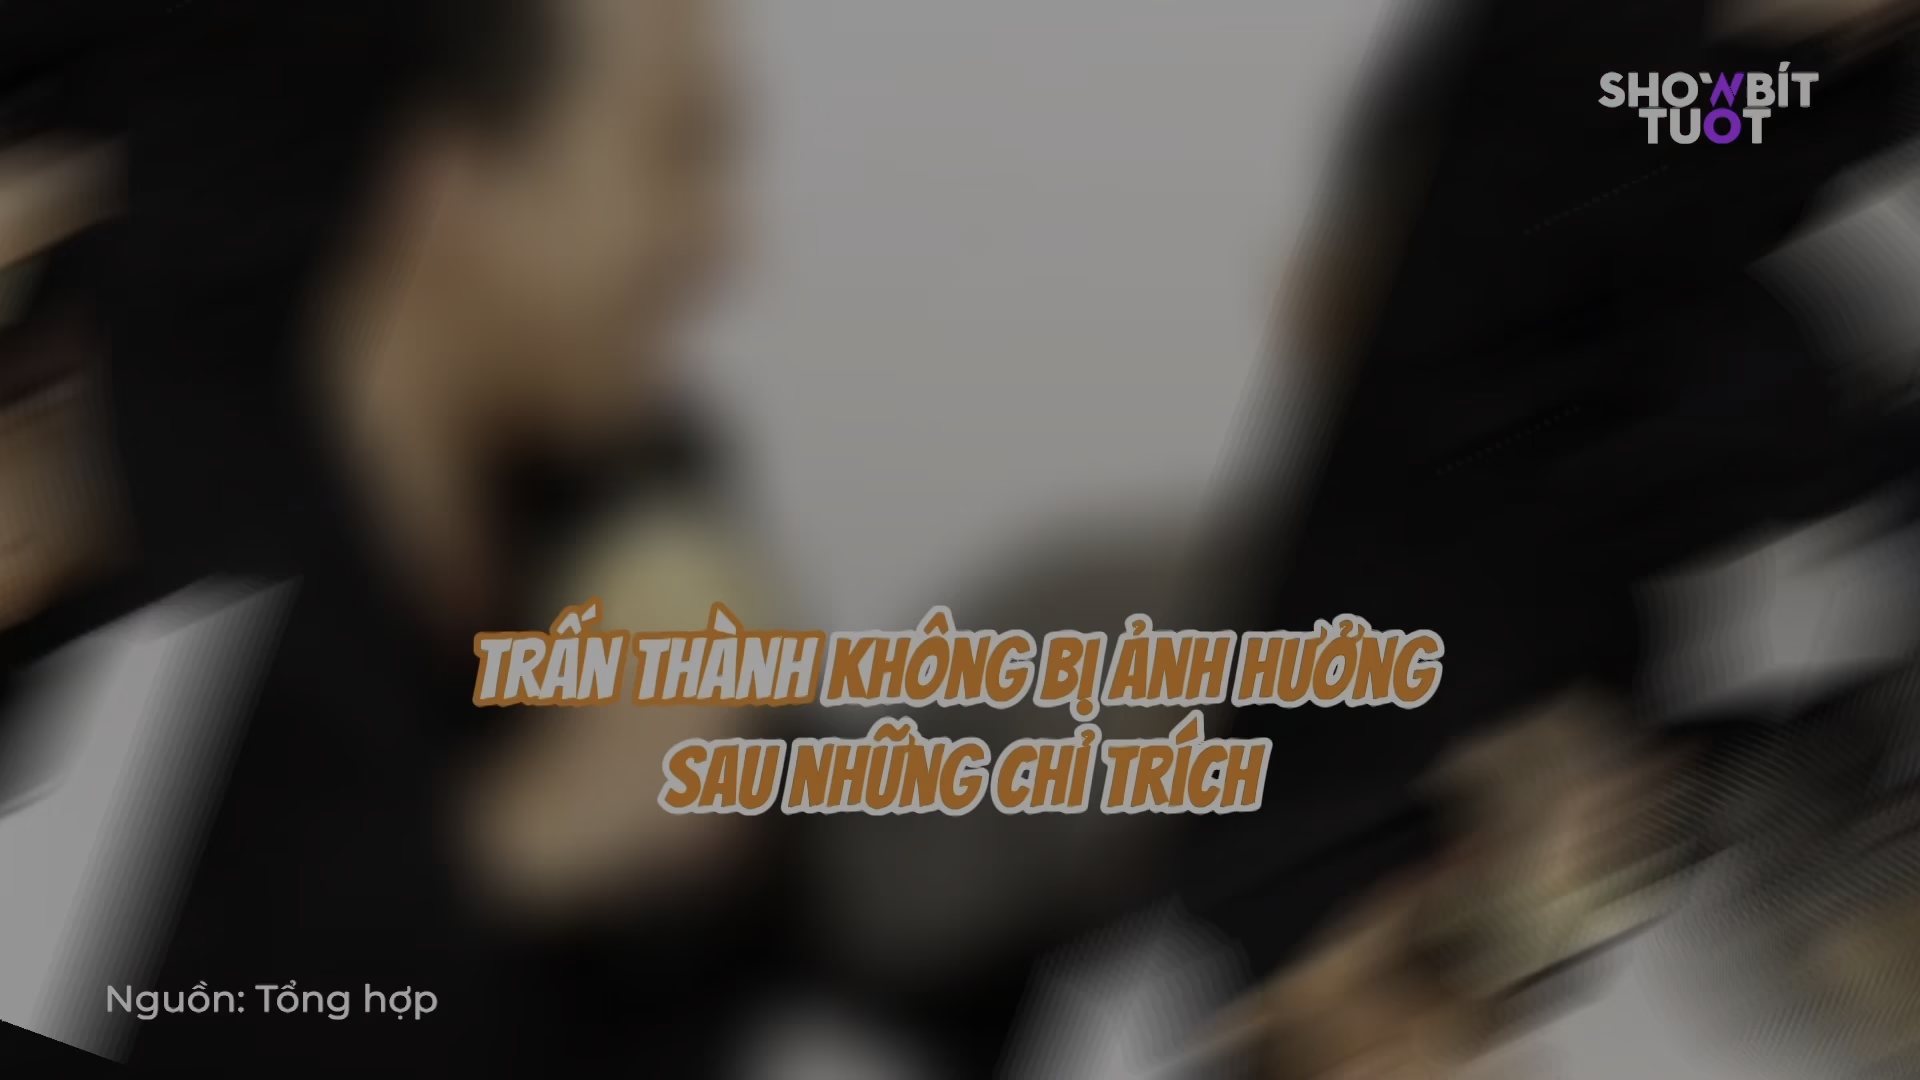 SHOWBÍT
TUOT
TRẤN THÀNH KHÔNG BỊ ẢNH HƯỞNG
SAU NHỮNG CHỈ TRÍCH
Nguồn: Tổng hợp